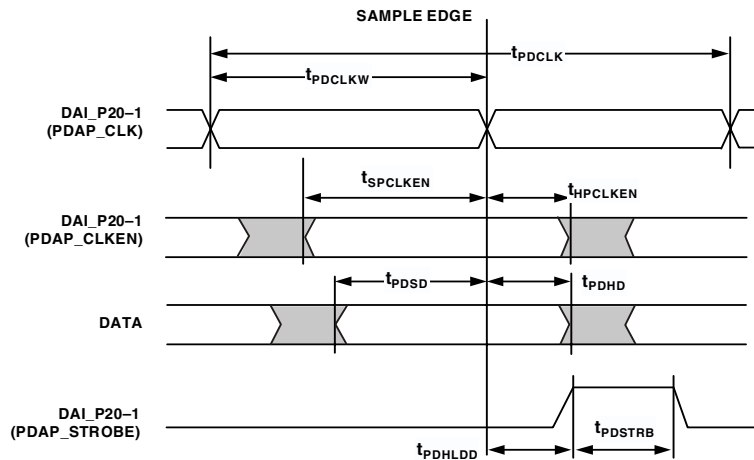 SAMPLE EDGE
tPDCLK
tPDCLKW
DAI_P20–1
(PDAP_CLK)
tSPCLKEN
tHPCLKEN
DAI_P20–1
(PDAP_CLKEN)
tPDSD
tPDHD
DATA
DAI_P20–1
(PDAP_STROBE)
tPDHLDD
tPDSTRB